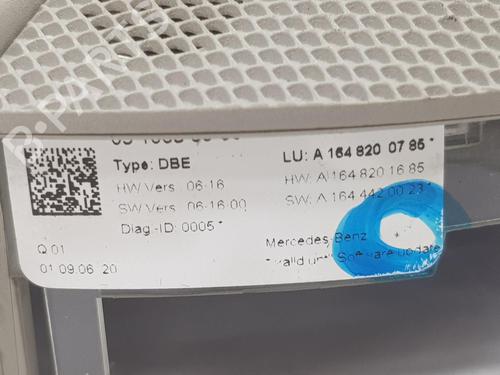 Type: DBE
LU: A 164 820 07 85 *
HW Vers 06-16
HW: A 164 820 16 85
SW Vers. 06-16-00
SW: A 164 442 00 23 *
Diag.-ID: 0005 *
Mercedes Benz
Q 01
* valid until Software update
01 09.06 20